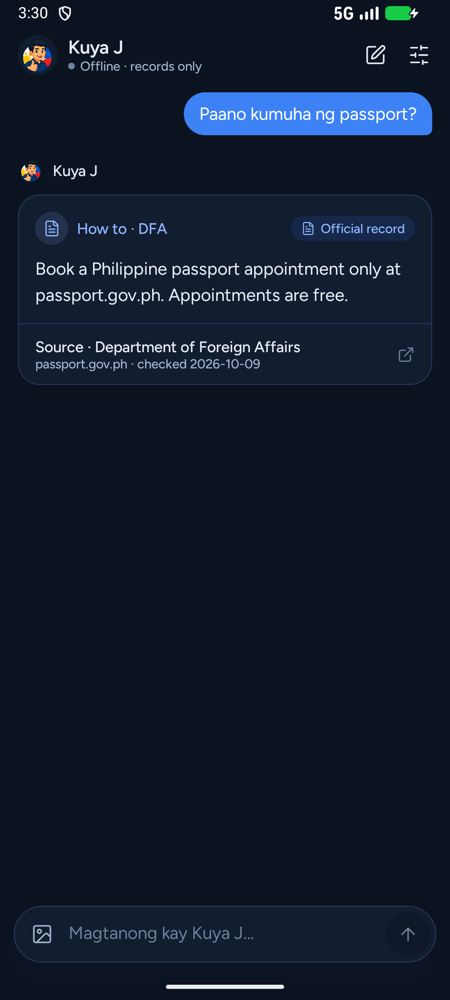 3:30
5G
Kuya J
Offline · records only
Paano kumuha ng passport?
Kuya J
How to · DFA
Official record
Book a Philippine passport appointment only at
passport.gov.ph. Appointments are free.
Source · Department of Foreign Affairs
passport.gov.ph · checked 2026-10-09
Magtanong kay Kuya J...